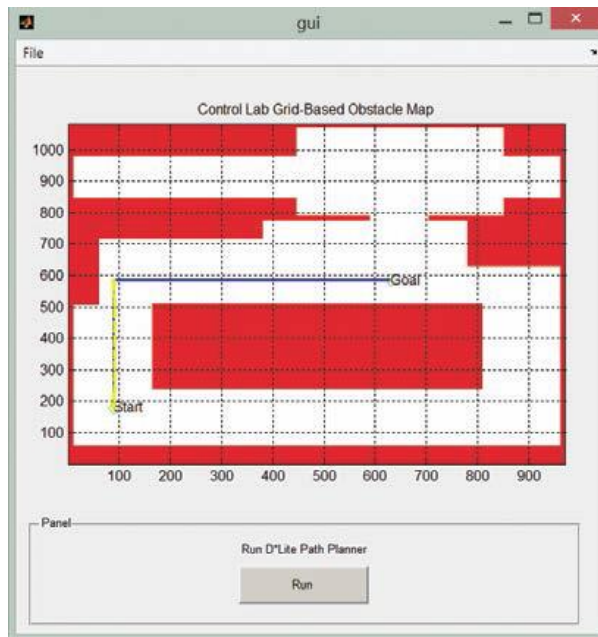 gui
File
Control Lab Grid-Based Obstacle Map
1000
900
800
700
600
Goal
500
400
300
200
Start
100
100 200 300 400 500 600 700 800 900
Panel
Run D*Lite Path Planner
Run